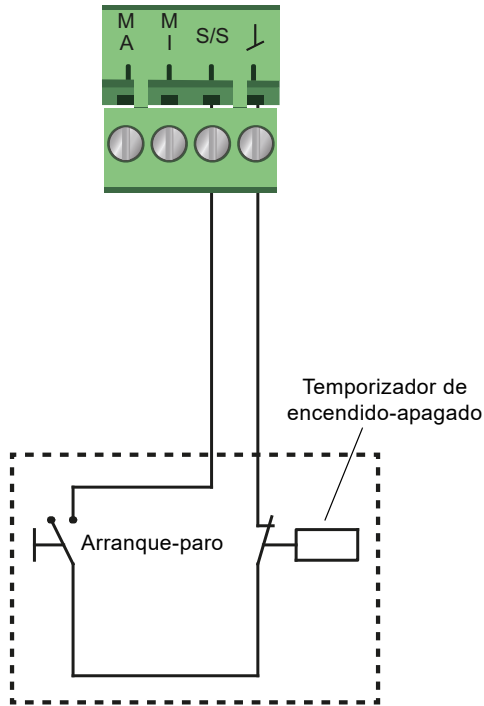 M M
A I S/S
Temporizador de
encendido-apagado
Arranque-paro